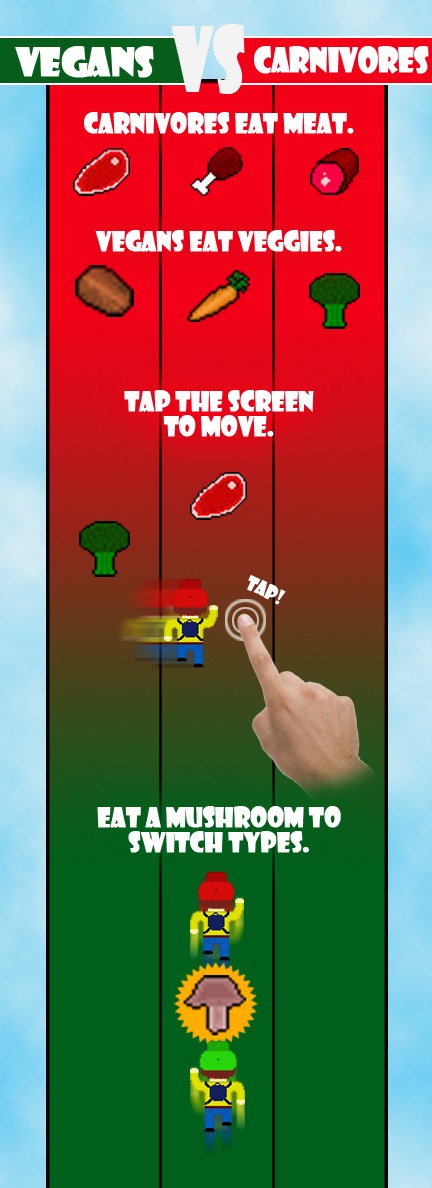 VEGANS VS CARNIVORES
CARNIVORES EAT MEAT.
VEGANS EAT VEGGIES.
TAP THE SCREEN
TO MOVE.
TAP!
EAT A MUSHROOM TO
SWITCH TYPES.